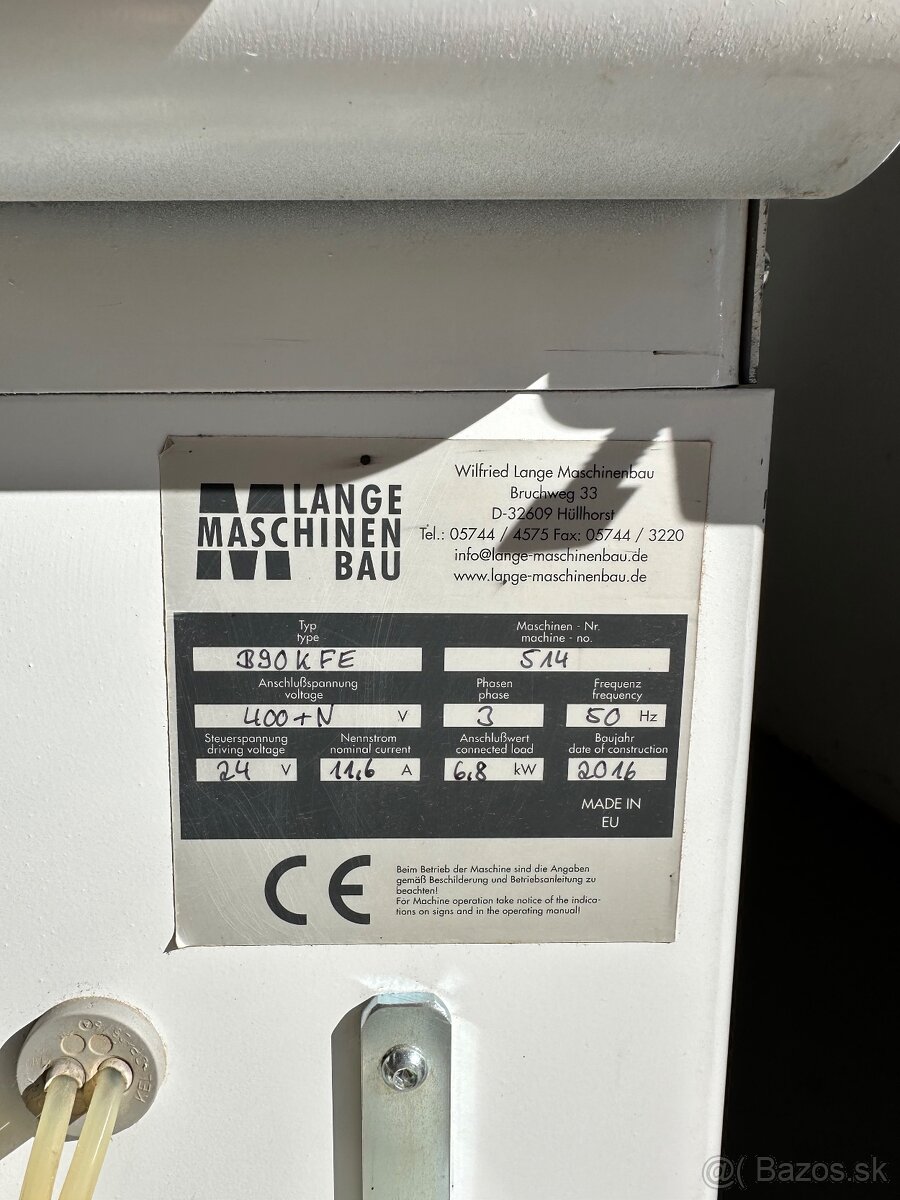 LANGE
MASCHINEN
BAU
Wilfried Lange Maschinenbau
Bruchweg 33
D-32609 Hüllhorst
Tel.: 05744 / 4575 Fax: 05744 / 3220
info@lange-maschinenbau.de
www.lange-maschinenbau.de
Typ
type
B90KFE
Maschinen - Nr.
machine - no.
514
Anschlußspannung
voltage
400+N V
Phasen
phase
3
Frequenz
frequency
50 Hz
Steuerspannung
driving voltage
24 V
Nennstrom
nominal current
11,6 A
Anschlußwert
connected load
6,8 kW
Baujahr
date of construction
2016
MADE IN
EU
CE
Beim Betrieb der Maschine sind die Angaben
gemäß Beschilderung und Betriebsanleitung zu
beachten!
For Machine operation take notice of the indica-
tions on signs and in the operating manual!
@( Bazos.sk